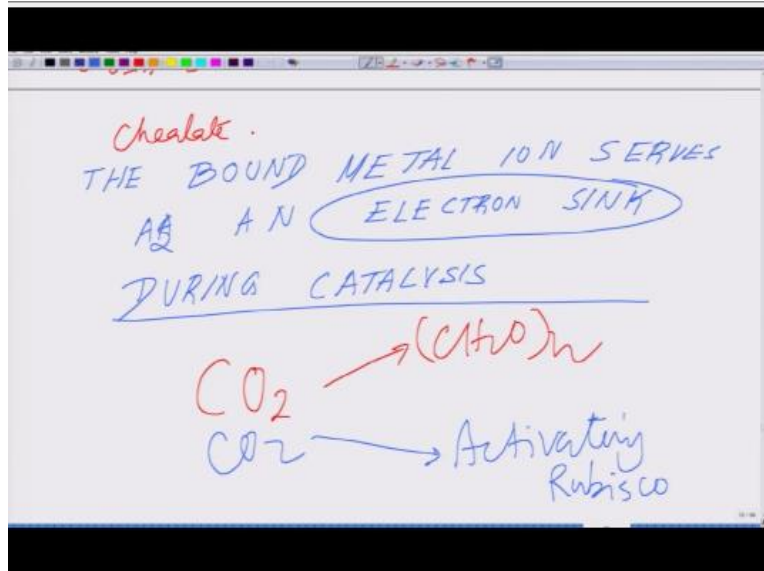 Chealate .
THE BOUND METAL ION SERVES
AS AN ELECTRON SINK
DURING CATALYSIS
CO2 → (CH2O)n
CO2 → Activating
Rubisco